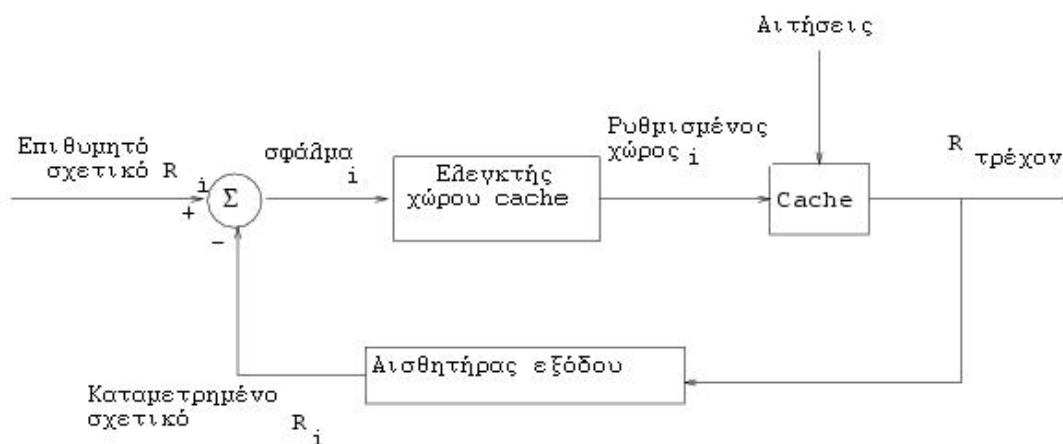 Αιτήσεις
Επιθυμητό
σχετικό R i
+
Σ
-
σφάλμα
i
Ελεγκτής
χώρου cache
Ρυθμισμένος
χώρος i
Cache
R τρέχον
Αισθητήρας εξόδου
Καταμετρημένο
σχετικό R i